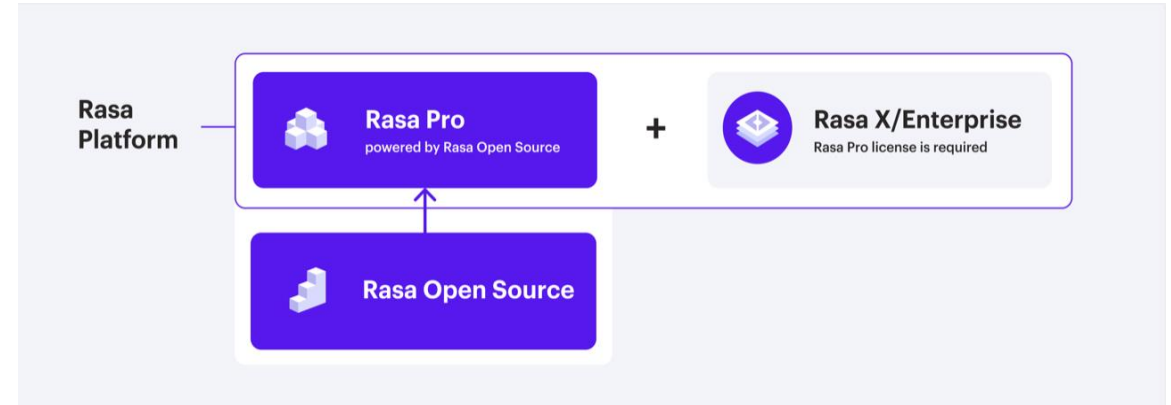 Rasa
Platform
Rasa Pro
powered by Rasa Open Source
+
Rasa X/Enterprise
Rasa Pro license is required
Rasa Open Source